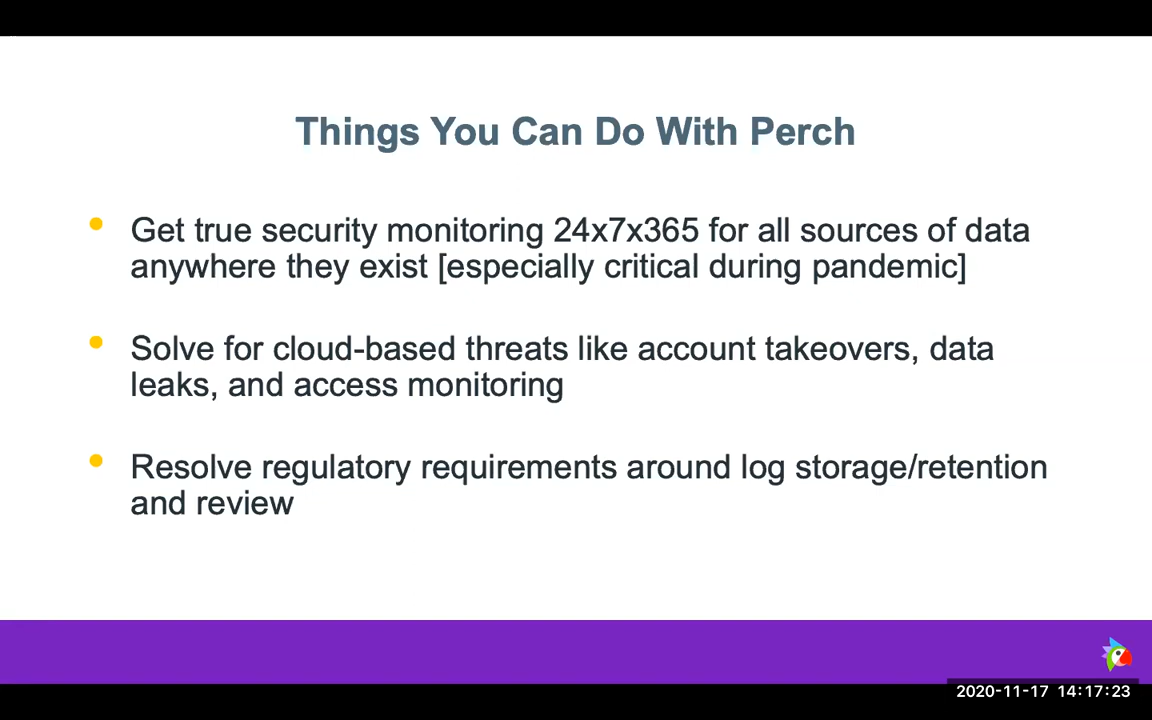 Things You Can Do With Perch
Get true security monitoring 24x7x365 for all sources of data
anywhere they exist [especially critical during pandemic]
Solve for cloud-based threats like account takeovers, data
leaks, and access monitoring
Resolve regulatory requirements around log storage/retention
and review
2020-11-17 14:17:23